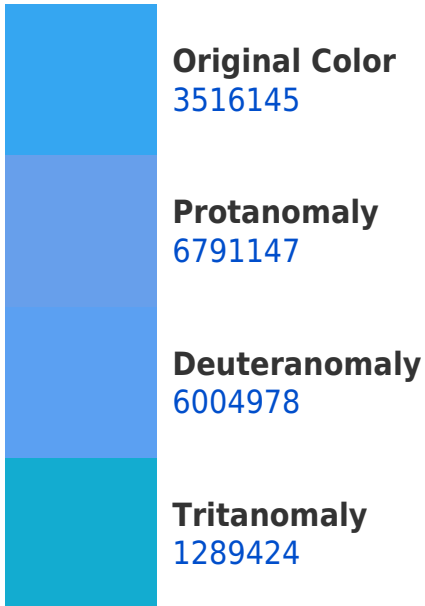 Original Color
3516145
Protanomaly
6791147
Deuteranomaly
6004978
Tritanomaly
1289424